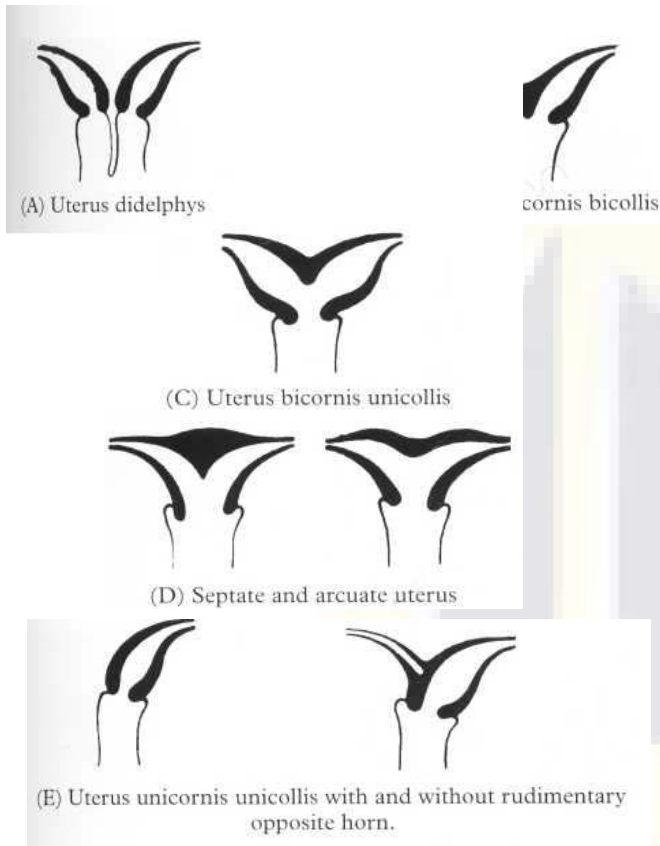 (A) Uterus didelphys
cornis bicollis
(C) Uterus bicornis unicollis
(D) Septate and arcuate uterus
(E) Uterus unicornis unicollis with and without rudimentary
opposite horn.